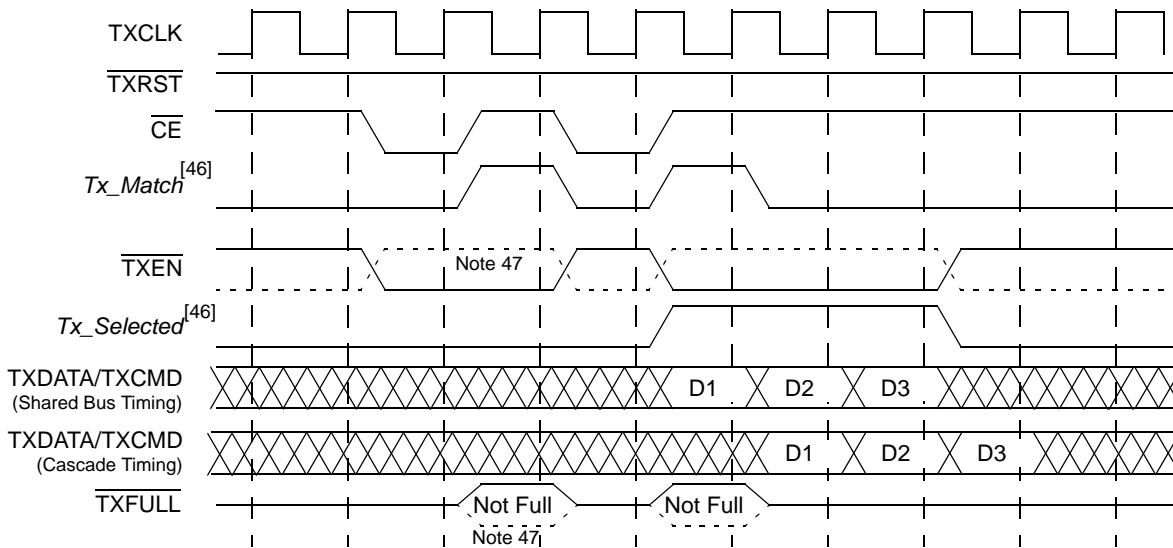 TXCLK
TXRST
CE
Tx_Match[46]
TXEN
Note 47
Tx_Selected[46]
TXDATA/TXCMD
(Shared Bus Timing)
D1 D2 D3
TXDATA/TXCMD
(Cascade Timing)
D1 D2 D3
TXFULL
Not Full Not Full
Note 47